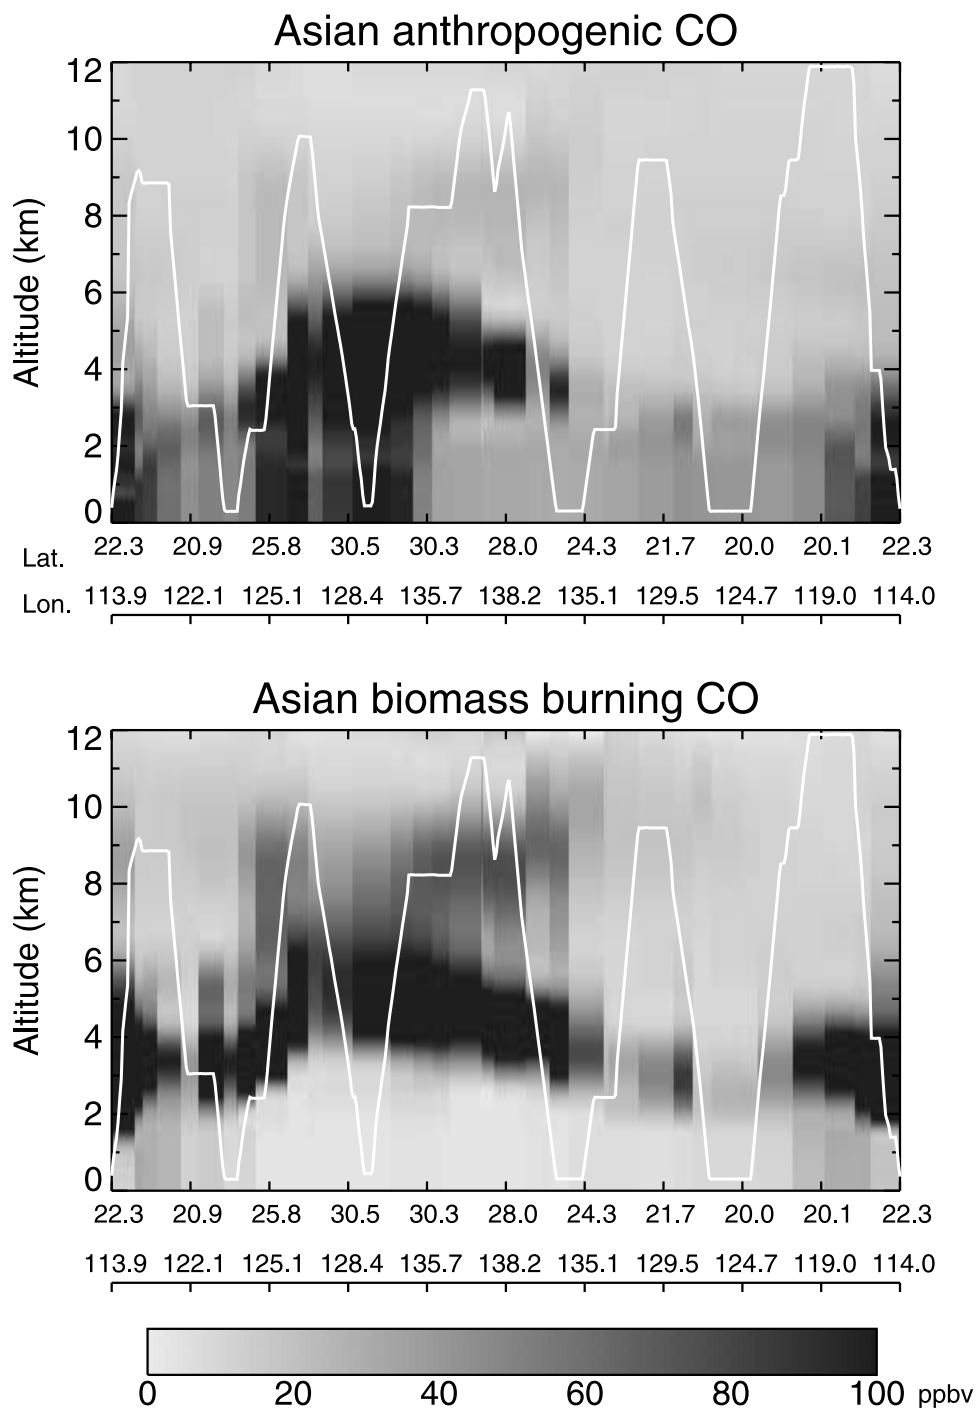 Asian anthropogenic CO
12
10
8
6
4
2
0
Altitude (km)
Lat. 22.3 20.9 25.8 30.5 30.3 28.0 24.3 21.7 20.0 20.1 22.3
Lon. 113.9 122.1 125.1 128.4 135.7 138.2 135.1 129.5 124.7 119.0 114.0
Asian biomass burning CO
12
10
8
6
4
2
0
Altitude (km)
22.3 20.9 25.8 30.5 30.3 28.0 24.3 21.7 20.0 20.1 22.3
113.9 122.1 125.1 128.4 135.7 138.2 135.1 129.5 124.7 119.0 114.0
0 20 40 60 80 100 ppbv